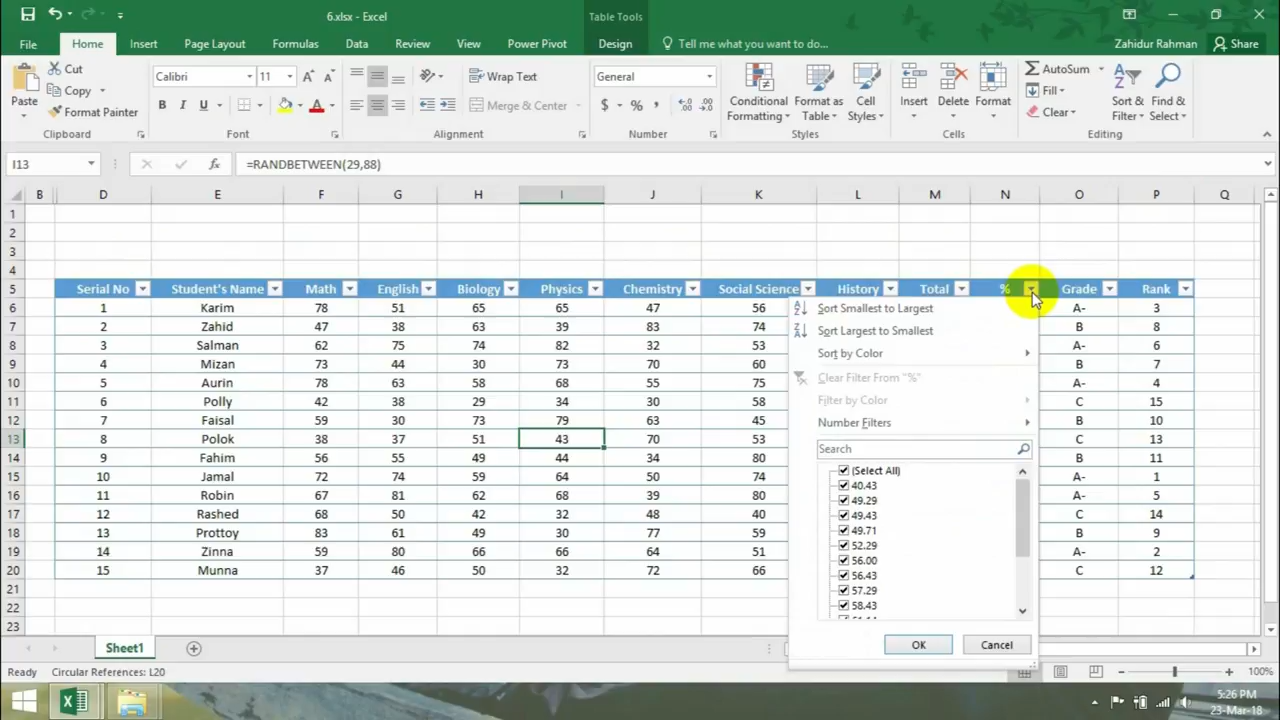 6.xlsx - Excel
Table Tools
File Home Insert Page Layout Formulas Data Review View Power Pivot Design Tell me what you want to do... Zahidur Rahman Share
Paste
Cut
Copy
Format Painter
Clipboard
Calibri 11
B I U
Font
Wrap Text
Merge & Center
Alignment
General
$ % ,
Number
Conditional Formatting
Format as Table
Cell Styles
Styles
Insert Delete Format
Cells
AutoSum
Fill
Clear
Sort & Filter
Find & Select
Editing
I13 fx =RANDBETWEEN(29,88)
B D E F G H I J K L M N O P Q
1
2
3
4
5 Serial No Student's Name Math English Biology Physics Chemistry Social Science History Total % Grade Rank
6 1 Karim 78 51 65 65 47 56 A- 3
7 2 Zahid 47 38 63 39 83 74 B 8
8 3 Salman 62 75 74 82 32 53 A- 6
9 4 Mizan 73 44 30 73 70 60 B 7
10 5 Aurin 78 63 58 68 55 75 A- 4
11 6 Polly 42 38 29 34 30 58 C 15
12 7 Faisal 59 30 73 79 63 45 B 10
13 8 Polok 38 37 51 43 70 53 C 13
14 9 Fahim 56 55 49 44 34 80 B 11
15 10 Jamal 72 74 59 64 50 74 A- 1
16 11 Robin 67 81 62 68 39 80 A- 5
17 12 Rashed 68 50 42 32 48 40 C 14
18 13 Prottoy 83 61 49 30 77 59 B 9
19 14 Zinna 59 80 66 66 64 51 A- 2
20 15 Munna 37 46 50 32 72 66 C 12
21
22
23
Sort Smallest to Largest
Sort Largest to Smallest
Sort by Color
Clear Filter From "%"
Filter by Color
Number Filters
Search
(Select All)
40.43
49.29
49.43
49.71
52.29
56.00
56.43
57.29
58.43
OK Cancel
Sheet1
Ready Circular References: L20 100%
5:26 PM
23-Mar-18